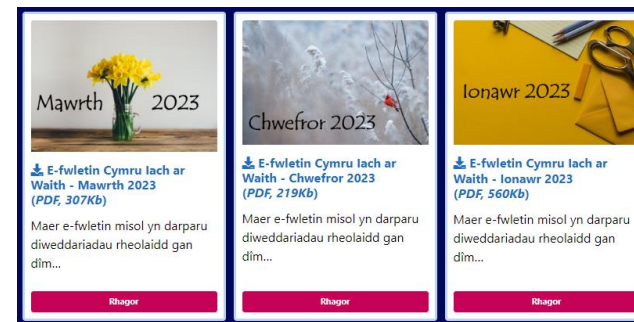 Mawrth 2023
E-fwletin Cymru Iach ar
Waith - Mawrth 2023
(PDF, 307Kb)
Maer e-fwletin misol yn darparu
diweddariadau rheolaidd gan
dîm...
Rhagor
Chwefror 2023
E-fwletin Cymru Iach ar
Waith - Chwefror 2023
(PDF, 219Kb)
Maer e-fwletin misol yn darparu
diweddariadau rheolaidd gan
dîm...
Rhagor
Ionawr 2023
E-fwletin Cymru Iach ar
Waith - Ionawr 2023
(PDF, 560Kb)
Maer e-fwletin misol yn darparu
diweddariadau rheolaidd gan
dîm...
Rhagor